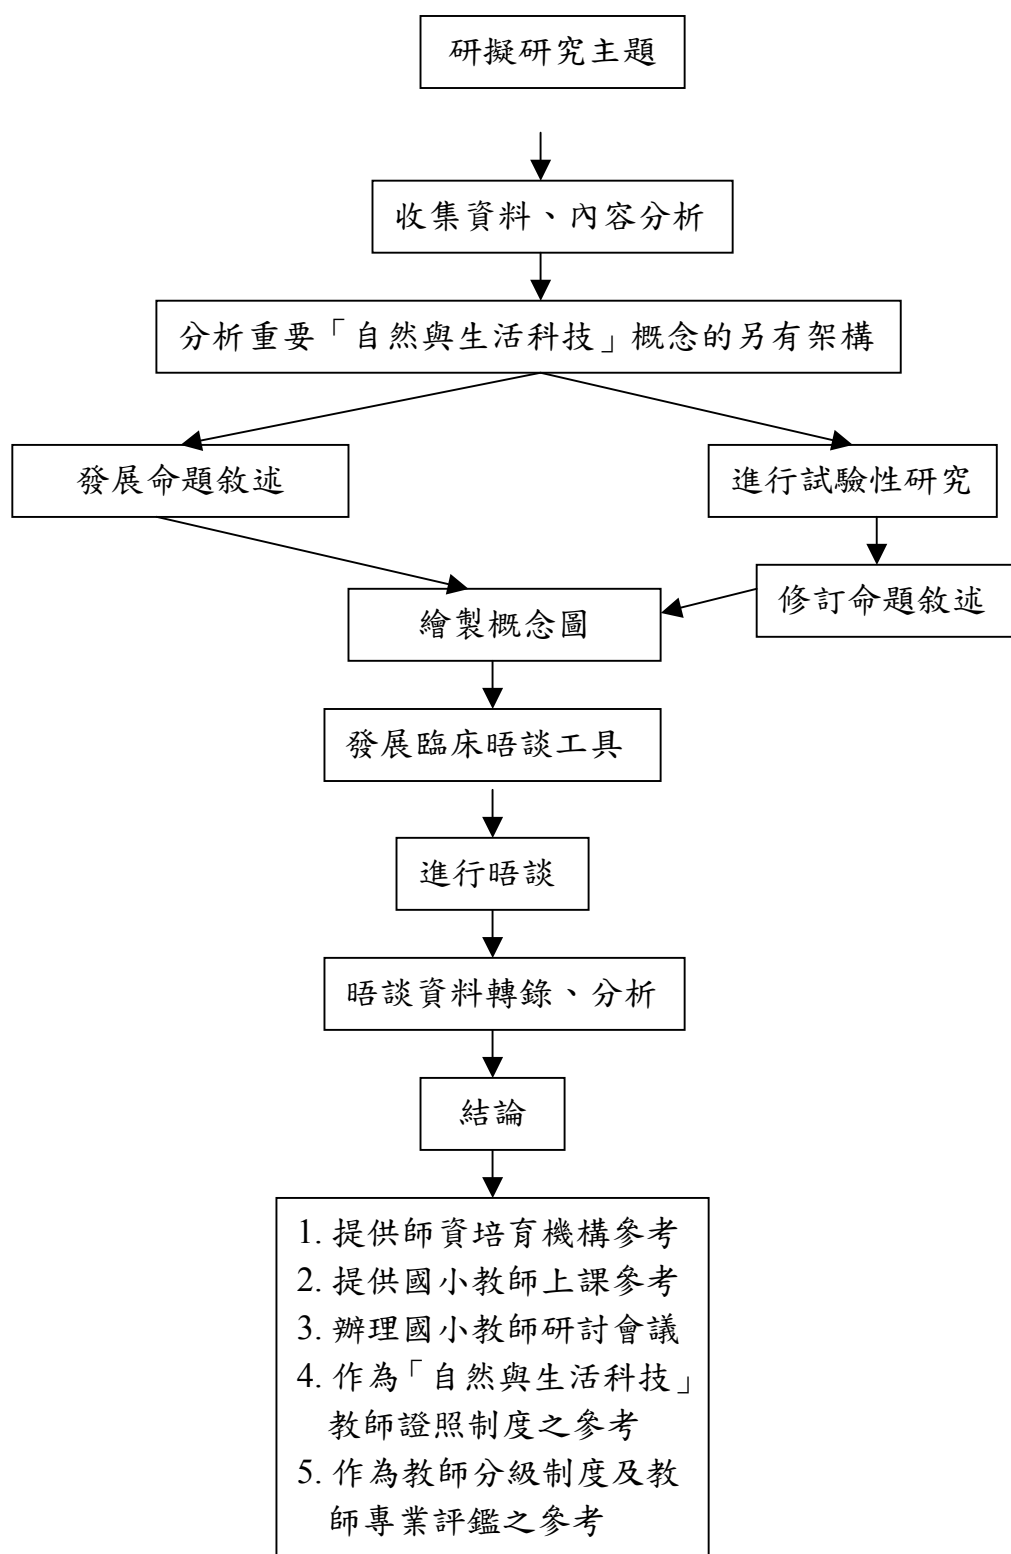 研擬研究主題
收集資料、內容分析
分析重要「自然與生活科技」概念的另有架構
發展命題敘述
進行試驗性研究
修訂命題敘述
繪製概念圖
發展臨床晤談工具
進行晤談
晤談資料轉錄、分析
結論
1. 提供師資培育機構參考
2. 提供國小教師上課參考
3. 辦理國小教師研討會議
4. 作為「自然與生活科技」
教師證照制度之參考
5. 作為教師分級制度及教
師專業評鑑之參考